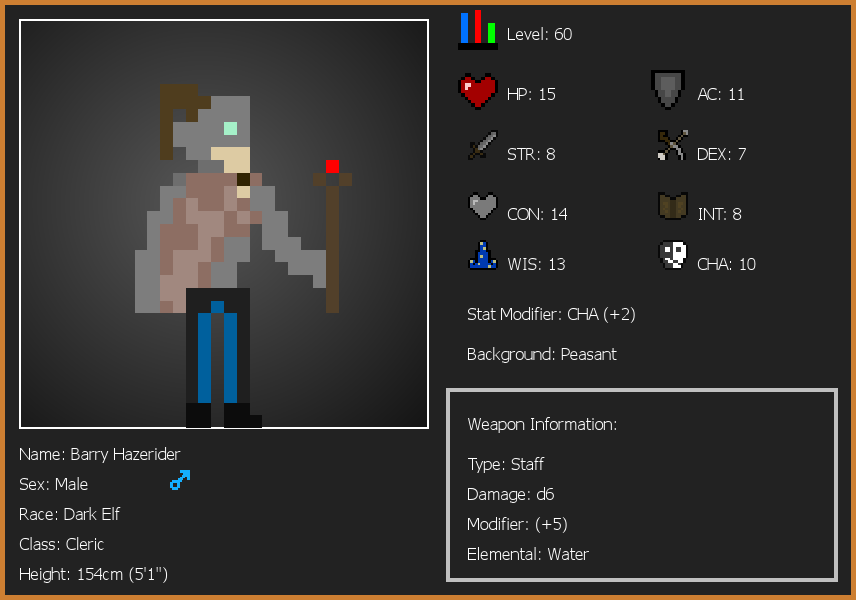 Level: 60
HP: 15
AC: 11
STR: 8
DEX: 7
CON: 14
INT: 8
WIS: 13
CHA: 10
Stat Modifier: CHA (+2)
Background: Peasant
Weapon Information:
Type: Staff
Damage: d6
Modifier: (+5)
Elemental: Water
Name: Barry Hazerider
Sex: Male
Race: Dark Elf
Class: Cleric
Height: 154cm (5'1")